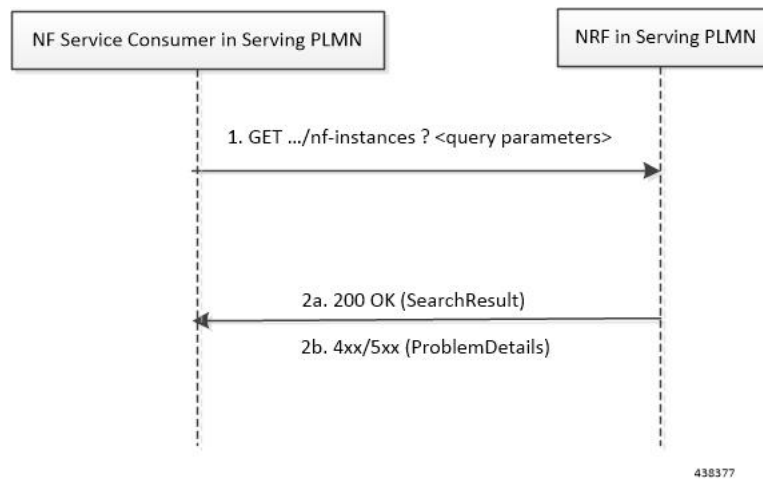 NF Service Consumer in Serving PLMN
NRF in Serving PLMN
1. GET .../nf-instances ? <query parameters>
2a. 200 OK (SearchResult)
2b. 4xx/5xx (ProblemDetails)
438377